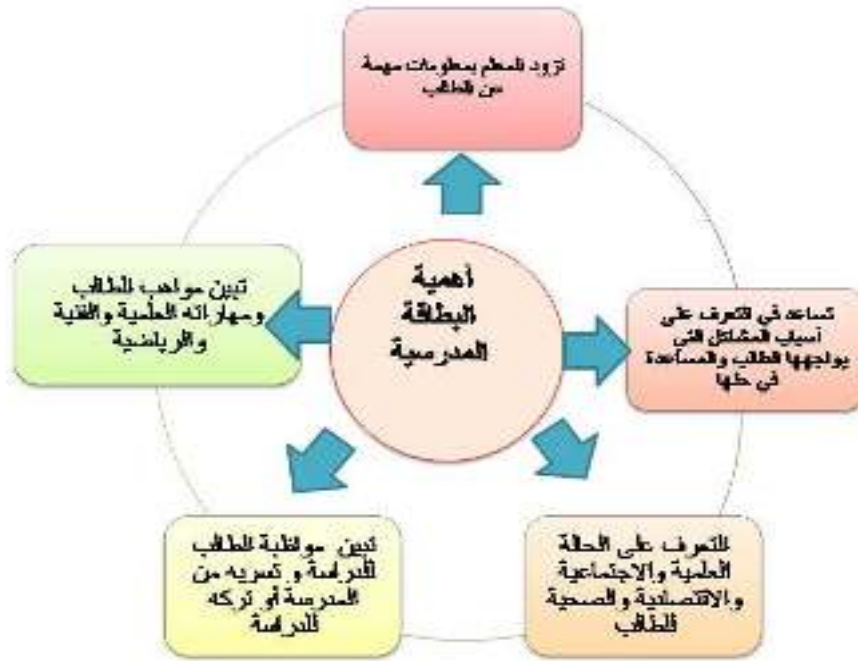 تزود المعلم بمعلومات مهمة
عن الطالب
أهمية
البطاقة
المدرسية
تساعد في التعرف على
أسباب المشاكل التي
يواجهها الطالب والمساعدة
في حلها
التعرف على الحالة
العلمية والاجتماعية
والاقتصادية والصحية
للطالب
تبين مواظبة الطالب
للدراسة و تسربه من
المدرسة أو تركه
للدراسة
تبين مواهب الطالب
ومهاراته العلمية والفنية
والرياضية